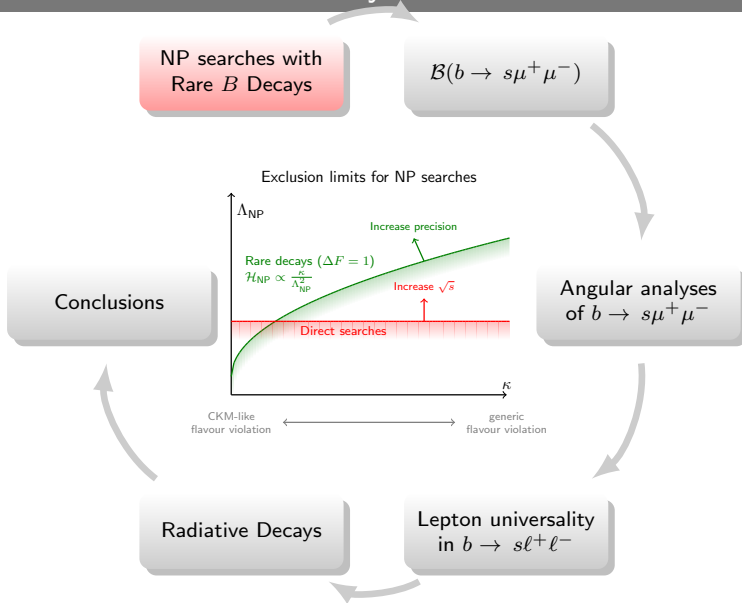 NP searches with
Rare B Decays
ℬ(b → sμ⁺μ⁻)
Exclusion limits for NP searches
Λ_NP
Increase precision
Rare decays (ΔF = 1)
ℋ_NP ∝ κ/Λ²_NP
Increase √s
Direct searches
κ
CKM-like
flavour violation
generic
flavour violation
Conclusions
Angular analyses
of b → sμ⁺μ⁻
Radiative Decays
Lepton universality
in b → sℓ⁺ℓ⁻